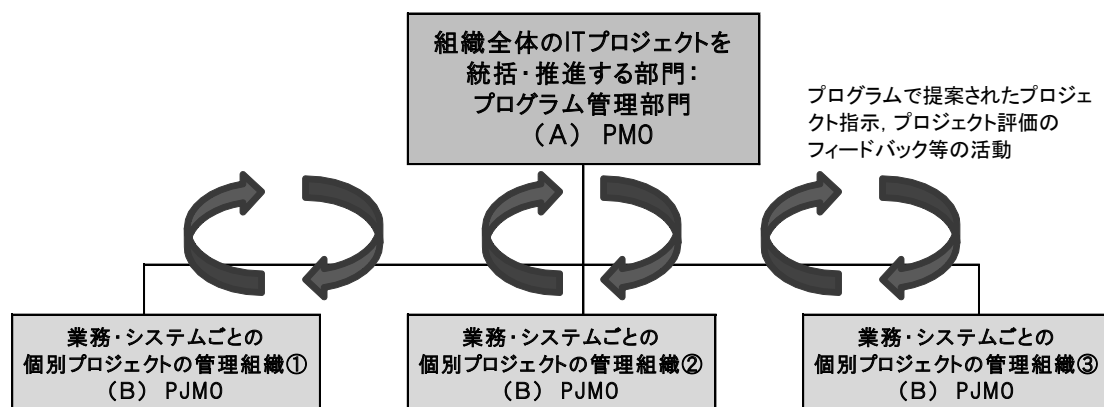 組織全体のITプロジェクトを
統括・推進する部門：
プログラム管理部門
（A） PMO
プログラムで提案されたプロジェ
クト指示，プロジェクト評価の
フィードバック等の活動
業務・システムごとの
個別プロジェクトの管理組織①
（B） PJMO
業務・システムごとの
個別プロジェクトの管理組織②
（B） PJMO
業務・システムごとの
個別プロジェクトの管理組織③
（B） PJMO